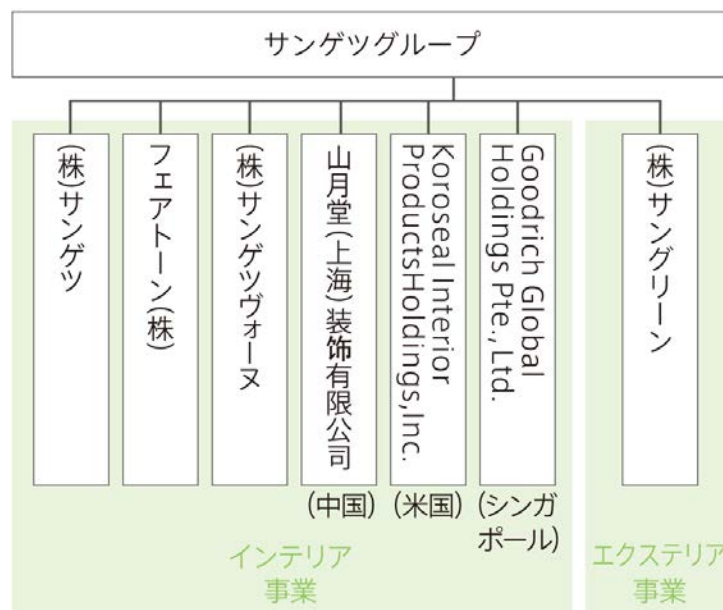 サンゲツグループ
(株)サンゲツ
フェアトーン(株)
(株)サンゲツヴォーヌ
山月堂(上海)装饰有限公司
(中国)
Koroseal Interior
ProductsHoldings,Inc.
(米国)
Goodrich Global
Holdings Pte., Ltd.
(シンガ
ポール)
インテリア
事業
(株)サングリーン
エクステリア
事業